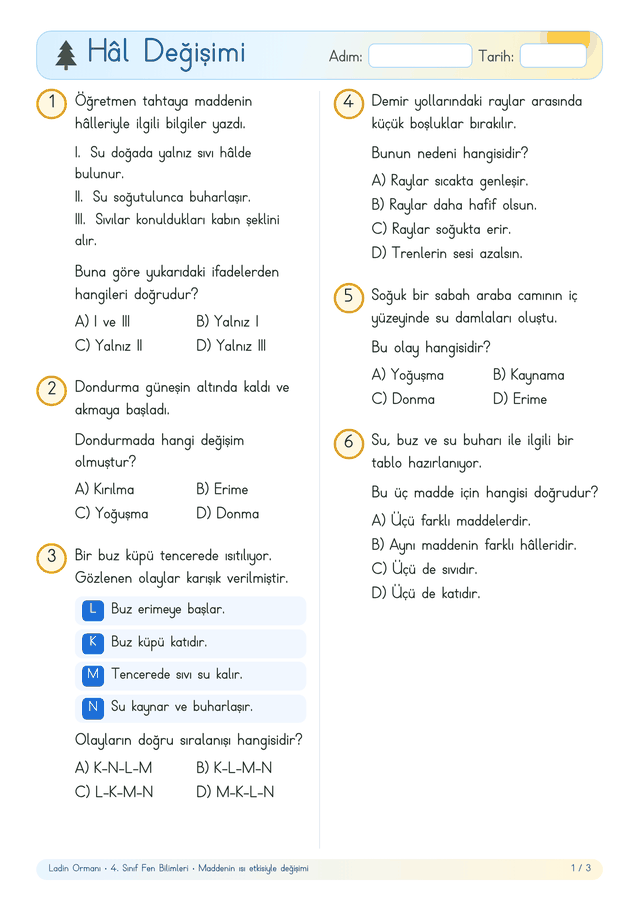 Hâl Değişimi
Adım:
Tarih:
1
Öğretmen tahtaya maddenin
hâlleriyle ilgili bilgiler yazdı.
I. Su doğada yalnız sıvı hâlde
bulunur.
II. Su soğutulunca buharlaşır.
III. Sıvılar konuldukları kabın şeklini
alır.
Buna göre yukarıdaki ifadelerden
hangileri doğrudur?
A) I ve III
B) Yalnız I
C) Yalnız II
D) Yalnız III
2
Dondurma güneşin altında kaldı ve
akmaya başladı.
Dondurmada hangi değişim
olmuştur?
A) Kırılma
B) Erime
C) Yoğuşma
D) Donma
3
Bir buz küpü tencerede ısıtılıyor.
Gözlenen olaylar karışık verilmiştir.
L Buz erimeye başlar.
K Buz küpü katıdır.
M Tencerede sıvı su kalır.
N Su kaynar ve buharlaşır.
Olayların doğru sıralanışı hangisidir?
A) K-N-L-M
B) K-L-M-N
C) L-K-M-N
D) M-K-L-N
4
Demir yollarındaki raylar arasında
küçük boşluklar bırakılır.
Bunun nedeni hangisidir?
A) Raylar sıcakta genleşir.
B) Raylar daha hafif olsun.
C) Raylar soğukta erir.
D) Trenlerin sesi azalsın.
5
Soğuk bir sabah araba camının iç
yüzeyinde su damlaları oluştu.
Bu olay hangisidir?
A) Yoğuşma
B) Kaynama
C) Donma
D) Erime
6
Su, buz ve su buharı ile ilgili bir
tablo hazırlanıyor.
Bu üç madde için hangisi doğrudur?
A) Üçü farklı maddelerdir.
B) Aynı maddenin farklı hâlleridir.
C) Üçü de sıvıdır.
D) Üçü de katıdır.
Ladin Ormanı • 4. Sınıf Fen Bilimleri • Maddenin ısı etkisiyle değişimi
1 / 3